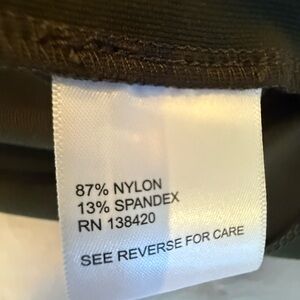 87% NYLON
13% SPANDEX
RN 138420
SEE REVERSE FOR CARE